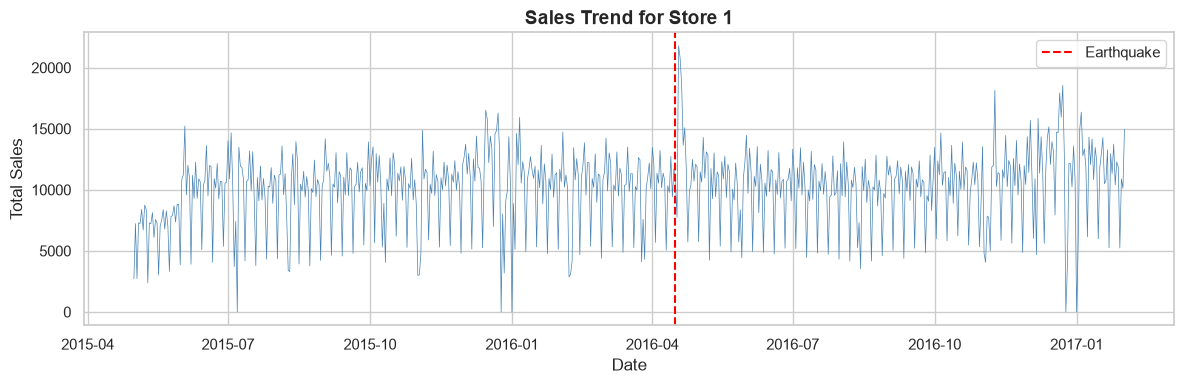 Sales Trend for Store 1
Earthquake
Total Sales
20000
15000
10000
5000
0
2015-04 2015-07 2015-10 2016-01 2016-04 2016-07 2016-10 2017-01
Date